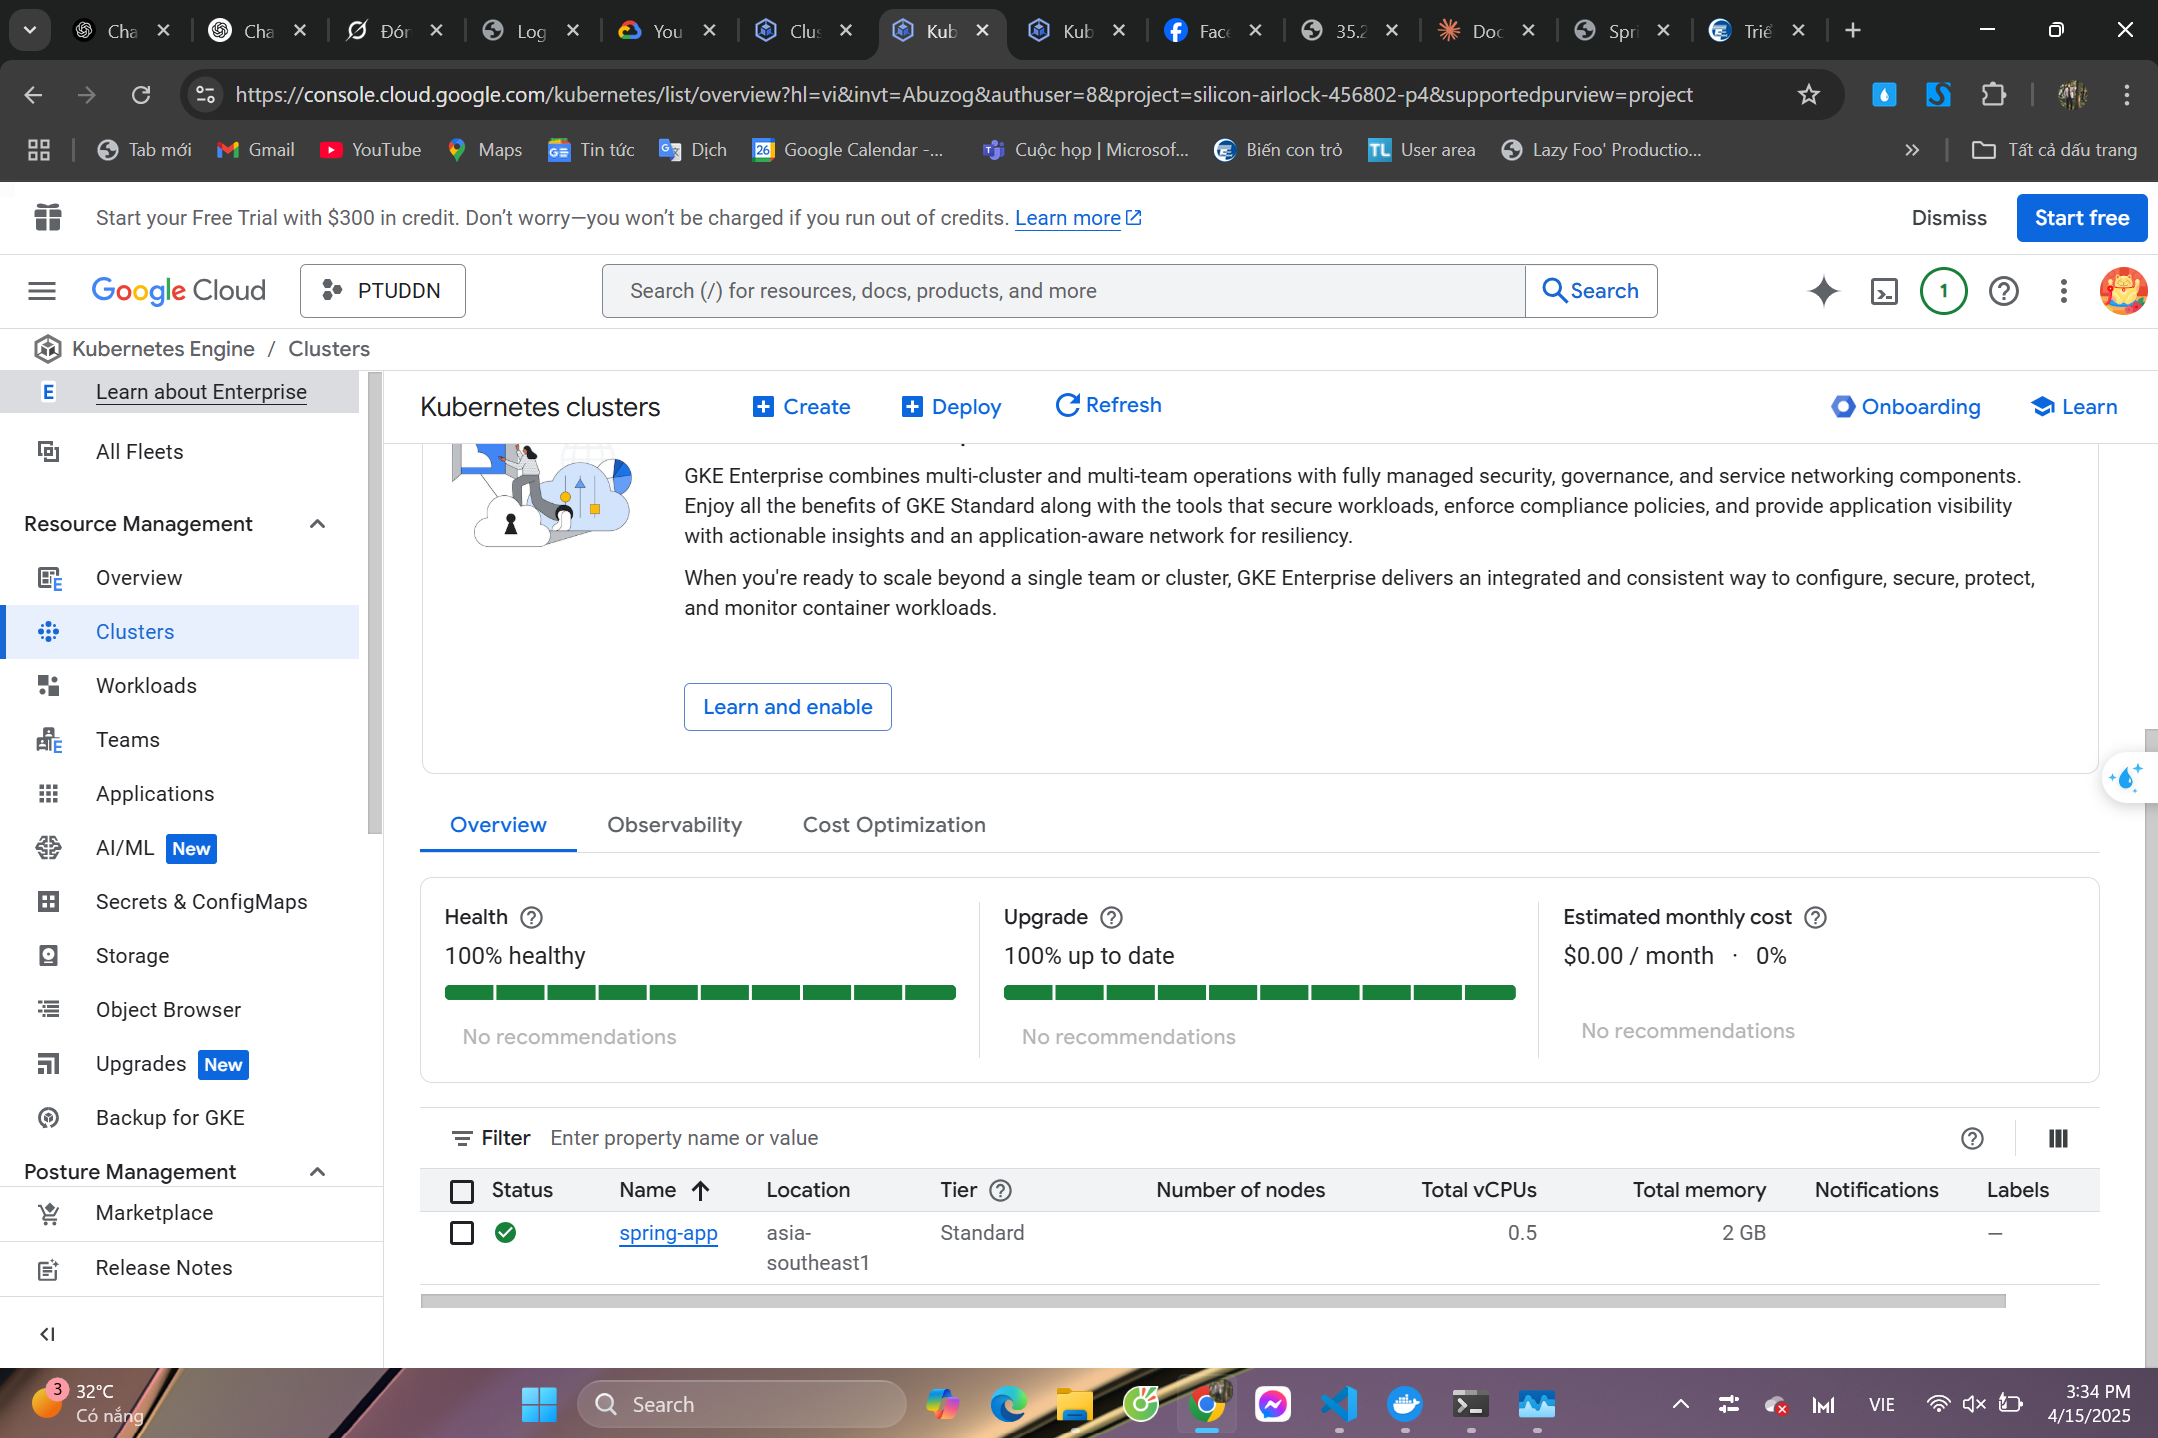 Cha
Cha
Đón
Log
You
Clus
Kub
Kub
Face
35.2
Doc
Spri
Triể
https://console.cloud.google.com/kubernetes/list/overview?hl=vi&invt=Abuzog&authuser=8&project=silicon-airlock-456802-p4&supportedpurview=project
Tab mới
Gmail
YouTube
Maps
Tin tức
Dịch
26
Google Calendar -...
Cuộc họp | Microsof...
Biến con trỏ
TL
User area
Lazy Foo' Productio...
Tất cả dấu trang
Start your Free Trial with $300 in credit. Don't worry—you won't be charged if you run out of credits. Learn more
Dismiss
Start free
Google Cloud
PTUDDN
Search (/) for resources, docs, products, and more
Search
1
Kubernetes Engine / Clusters
E Learn about Enterprise
All Fleets
Resource Management
Overview
Clusters
Workloads
Teams
Applications
AI/ML New
Secrets & ConfigMaps
Storage
Object Browser
Upgrades New
Backup for GKE
Posture Management
Marketplace
Release Notes
Kubernetes clusters
Create
Deploy
Refresh
Onboarding
Learn
GKE Enterprise combines multi-cluster and multi-team operations with fully managed security, governance, and service networking components.
Enjoy all the benefits of GKE Standard along with the tools that secure workloads, enforce compliance policies, and provide application visibility
with actionable insights and an application-aware network for resiliency.
When you're ready to scale beyond a single team or cluster, GKE Enterprise delivers an integrated and consistent way to configure, secure, protect,
and monitor container workloads.
Learn and enable
Overview
Observability
Cost Optimization
Health
100% healthy
No recommendations
Upgrade
100% up to date
No recommendations
Estimated monthly cost
$0.00 / month · 0%
No recommendations
Filter Enter property name or value
Status Name Location Tier Number of nodes Total vCPUs Total memory Notifications Labels
spring-app asia- Standard 0.5 2 GB —
southeast1
3
32°C
Có nắng
Search
VIE
3:34 PM
4/15/2025